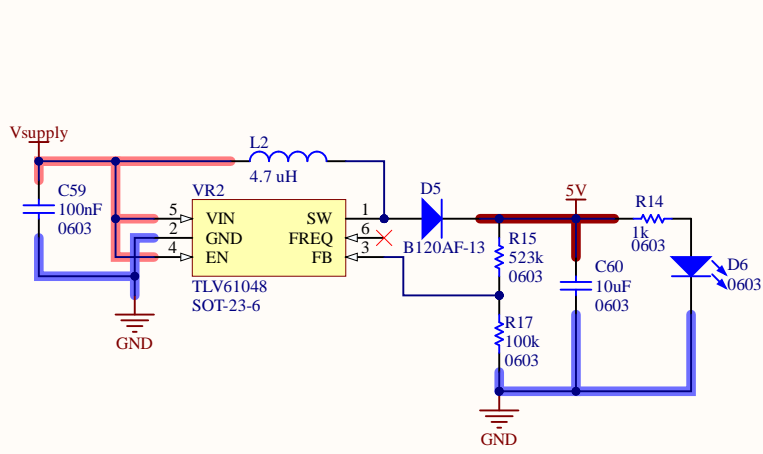 Vsupply
L2
4.7 uH
C59
100nF
0603
VR2
5
VIN
2
GND
4
EN
SW
1
FREQ
6
FB
3
TLV61048
SOT-23-6
GND
D5
B120AF-13
5V
R14
1k
0603
R15
523k
0603
C60
10uF
0603
D6
0603
R17
100k
0603
GND